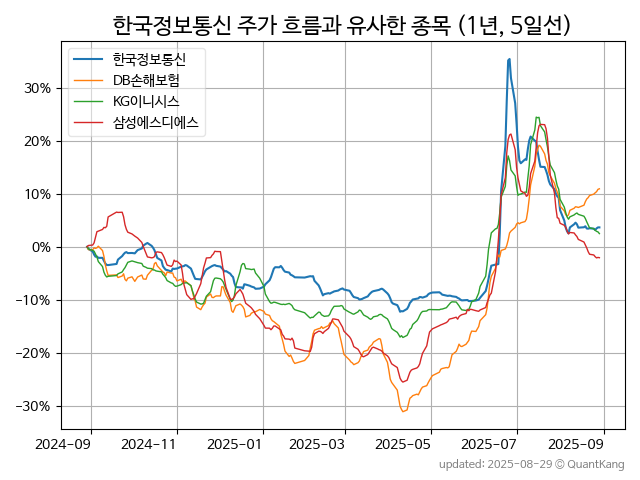 한국정보통신 주가 흐름과 유사한 종목 (1년, 5일선)
한국정보통신
DB손해보험
KG이니시스
삼성에스디에스
30%
20%
10%
0%
−10%
−20%
−30%
2024-09 2024-11 2025-01 2025-03 2025-05 2025-07 2025-09
updated: 2025-08-29 © QuantKang